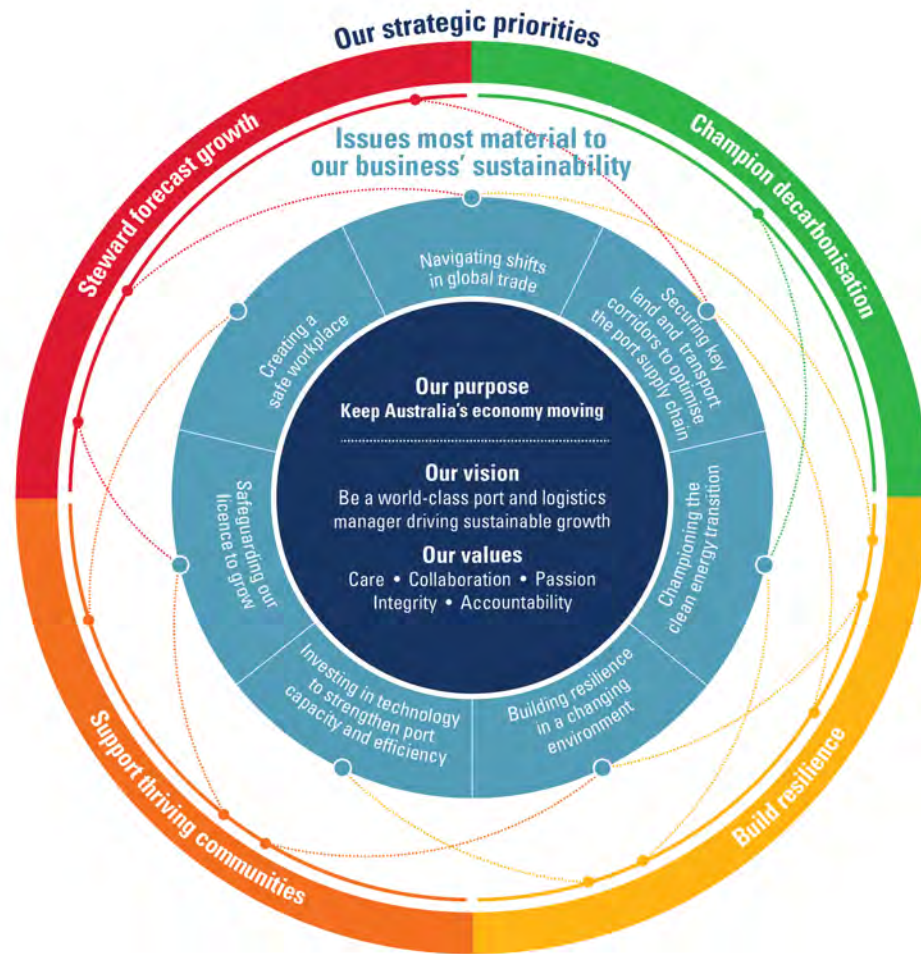 Our strategic priorities
Steward forecast growth
Champion decarbonisation
Issues most material to
our business' sustainability
Navigating shifts
in global trade
Securing key
land and transport
corridors to optimise
the port supply chain
Creating a
safe workplace
Our purpose
Keep Australia's economy moving
Our vision
Be a world-class port and logistics
manager driving sustainable growth
Our values
Care • Collaboration • Passion
Integrity • Accountability
Safeguarding our
licence to grow
Championing the
clean energy transition
Investing in technology
to strengthen port
capacity and efficiency
Building resilience
in a changing
environment
Support thriving communities
Build resilience